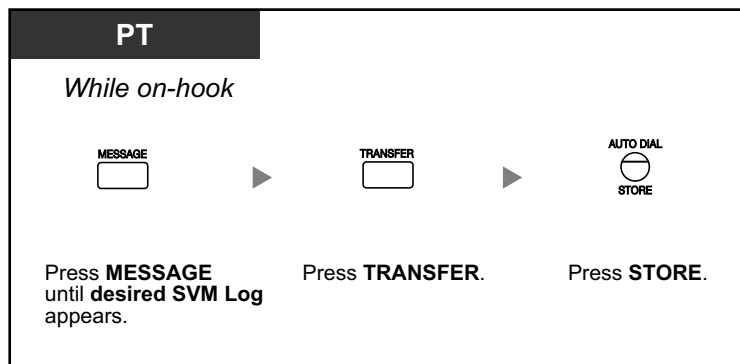 PT
While on-hook
MESSAGE
TRANSFER
AUTO DIAL
STORE
Press MESSAGE
until desired SVM Log
appears.
Press TRANSFER.
Press STORE.